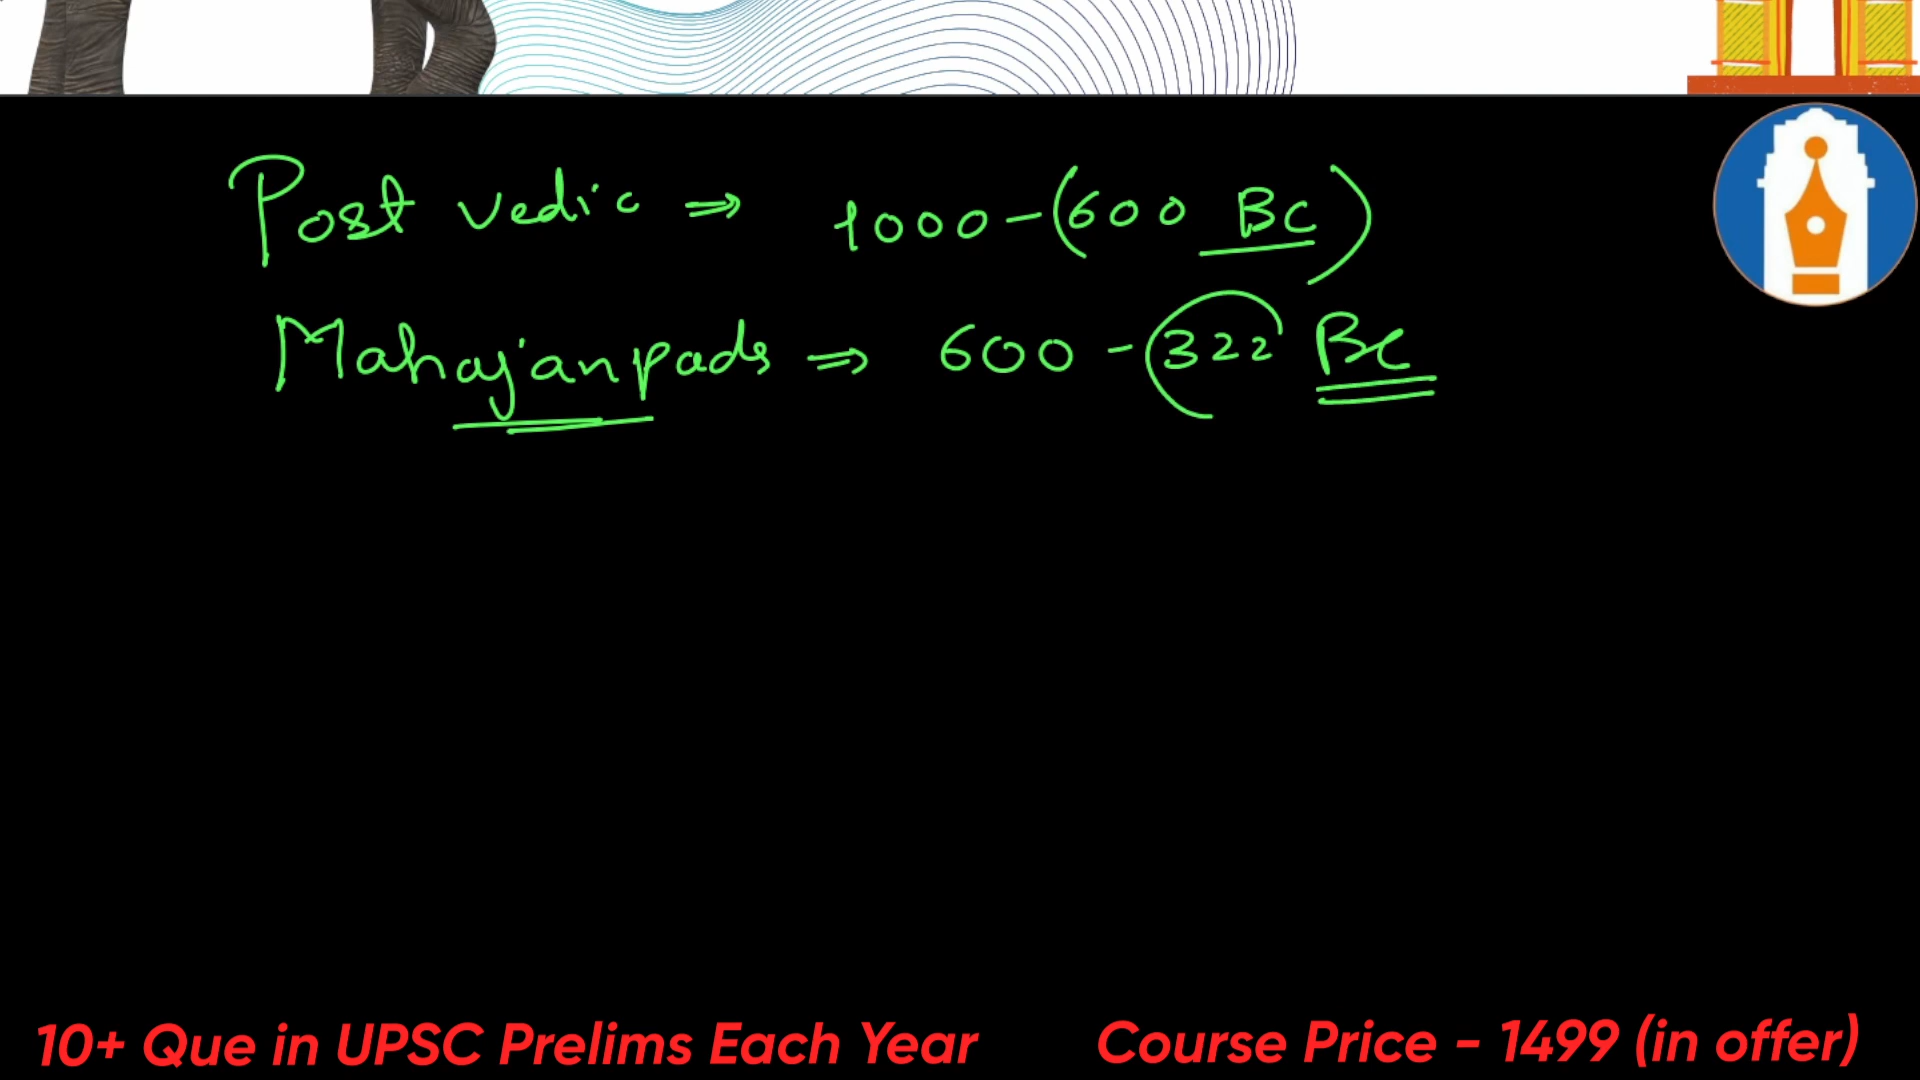 Post vedic ⇒ 1000-(600 BC)
Mahajanpads ⇒ 600 - (322 BC
10+ Que in UPSC Prelims Each Year
Course Price - 1499 (in offer)